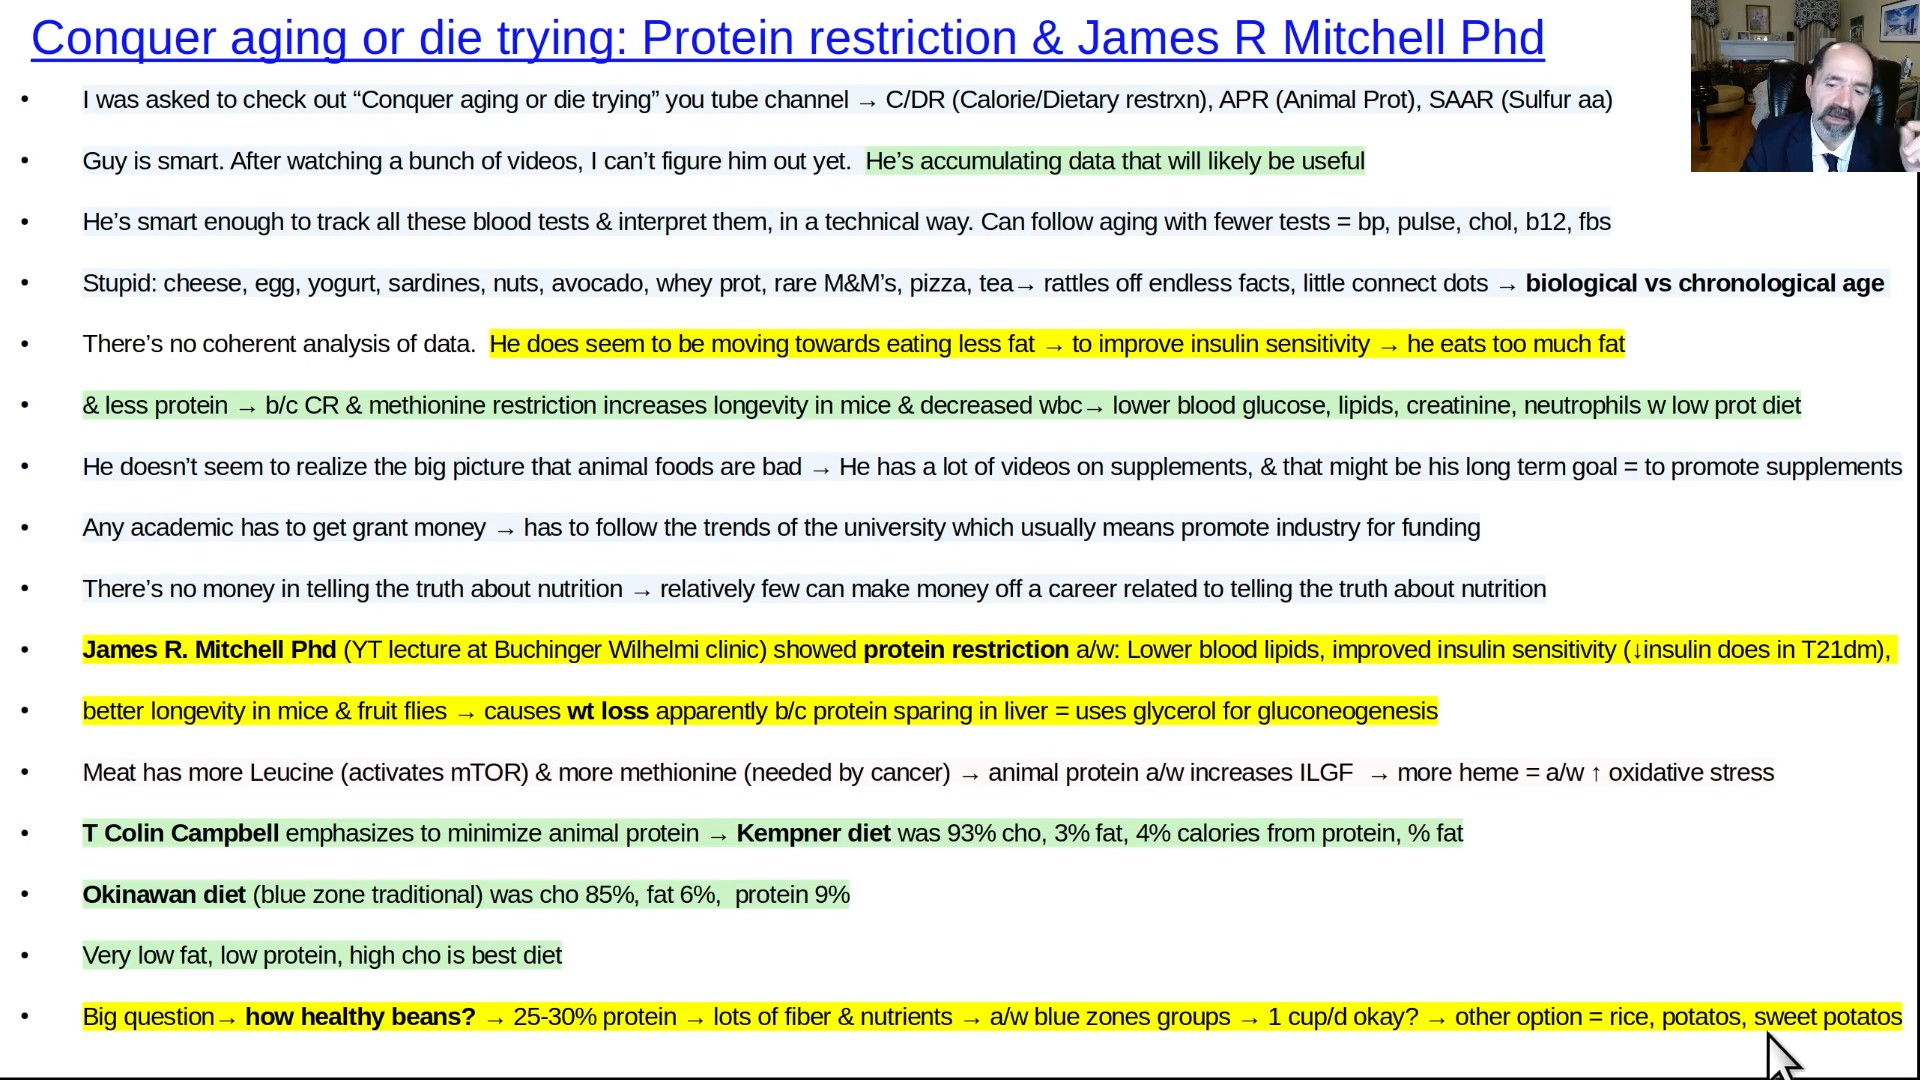 Conquer aging or die trying: Protein restriction & James R Mitchell Phd
• I was asked to check out “Conquer aging or die trying” you tube channel → C/DR (Calorie/Dietary restrxn), APR (Animal Prot), SAAR (Sulfur aa)
• Guy is smart. After watching a bunch of videos, I can’t figure him out yet. He’s accumulating data that will likely be useful
• He’s smart enough to track all these blood tests & interpret them, in a technical way. Can follow aging with fewer tests = bp, pulse, chol, b12, fbs
• Stupid: cheese, egg, yogurt, sardines, nuts, avocado, whey prot, rare M&M’s, pizza, tea→ rattles off endless facts, little connect dots → biological vs chronological age
• There’s no coherent analysis of data. He does seem to be moving towards eating less fat → to improve insulin sensitivity → he eats too much fat
• & less protein → b/c CR & methionine restriction increases longevity in mice & decreased wbc→ lower blood glucose, lipids, creatinine, neutrophils w low prot diet
• He doesn’t seem to realize the big picture that animal foods are bad → He has a lot of videos on supplements, & that might be his long term goal = to promote supplements
• Any academic has to get grant money → has to follow the trends of the university which usually means promote industry for funding
• There’s no money in telling the truth about nutrition → relatively few can make money off a career related to telling the truth about nutrition
• James R. Mitchell Phd (YT lecture at Buchinger Wilhelmi clinic) showed protein restriction a/w: Lower blood lipids, improved insulin sensitivity (↓insulin does in T21dm),
• better longevity in mice & fruit flies → causes wt loss apparently b/c protein sparing in liver = uses glycerol for gluconeogenesis
• Meat has more Leucine (activates mTOR) & more methionine (needed by cancer) → animal protein a/w increases ILGF → more heme = a/w ↑ oxidative stress
• T Colin Campbell emphasizes to minimize animal protein → Kempner diet was 93% cho, 3% fat, 4% calories from protein, % fat
• Okinawan diet (blue zone traditional) was cho 85%, fat 6%, protein 9%
• Very low fat, low protein, high cho is best diet
• Big question→ how healthy beans? → 25-30% protein → lots of fiber & nutrients → a/w blue zones groups → 1 cup/d okay? → other option = rice, potatos, sweet potatos